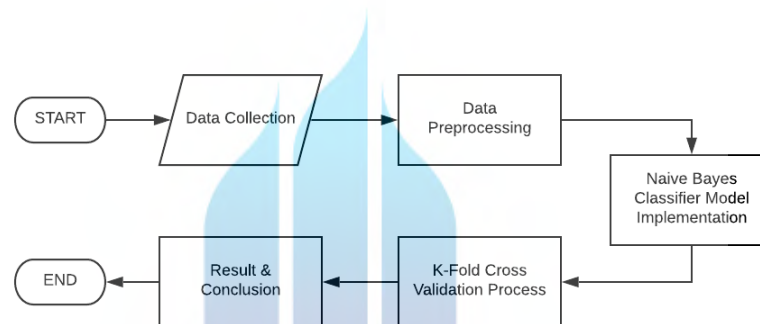 START
Data Collection
Data
Preprocessing
Naive Bayes
Classifier Model
Implementation
K-Fold Cross
Validation Process
Result &
Conclusion
END